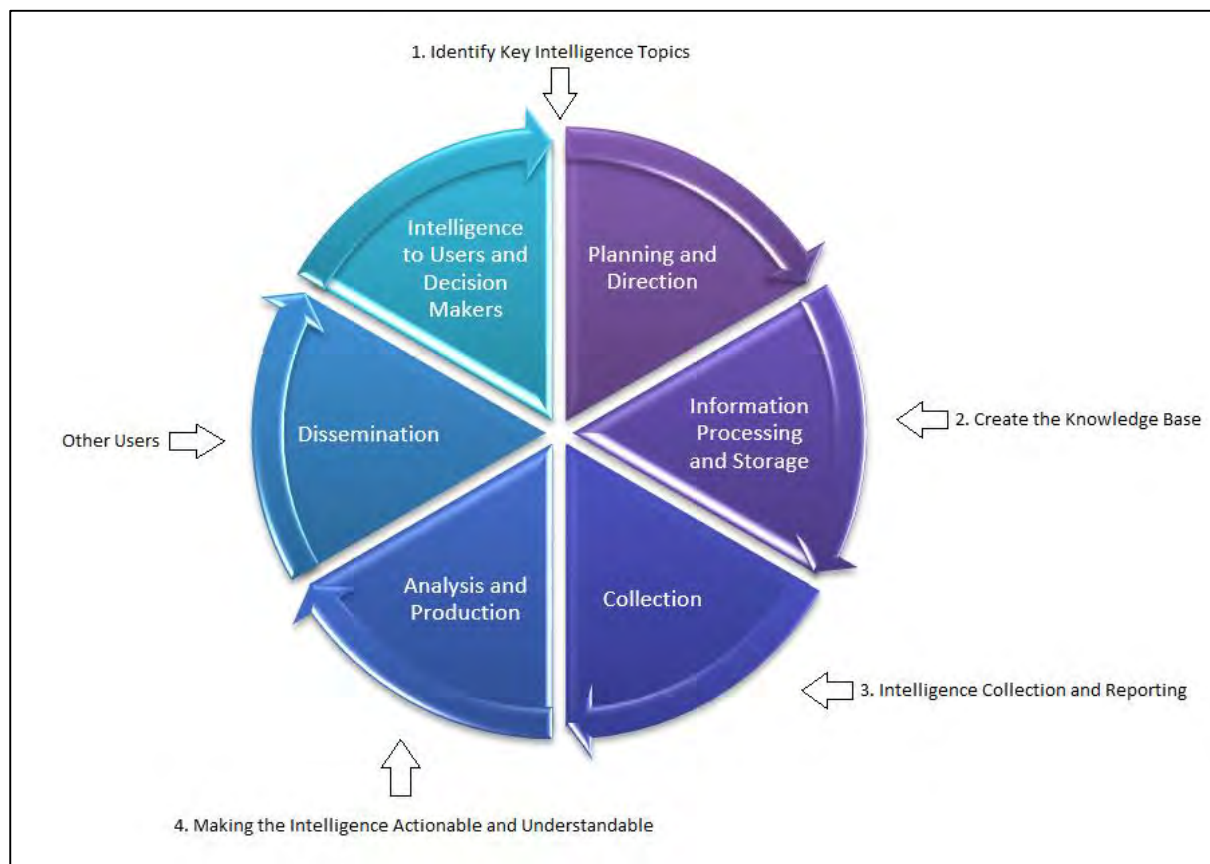 1. Identify Key Intelligence Topics
Intelligence
to Users and
Decision
Makers
Planning and
Direction
Information
Processing
and Storage
2. Create the Knowledge Base
Other Users
Dissemination
Analysis and
Production
Collection
3. Intelligence Collection and Reporting
4. Making the Intelligence Actionable and Understandable